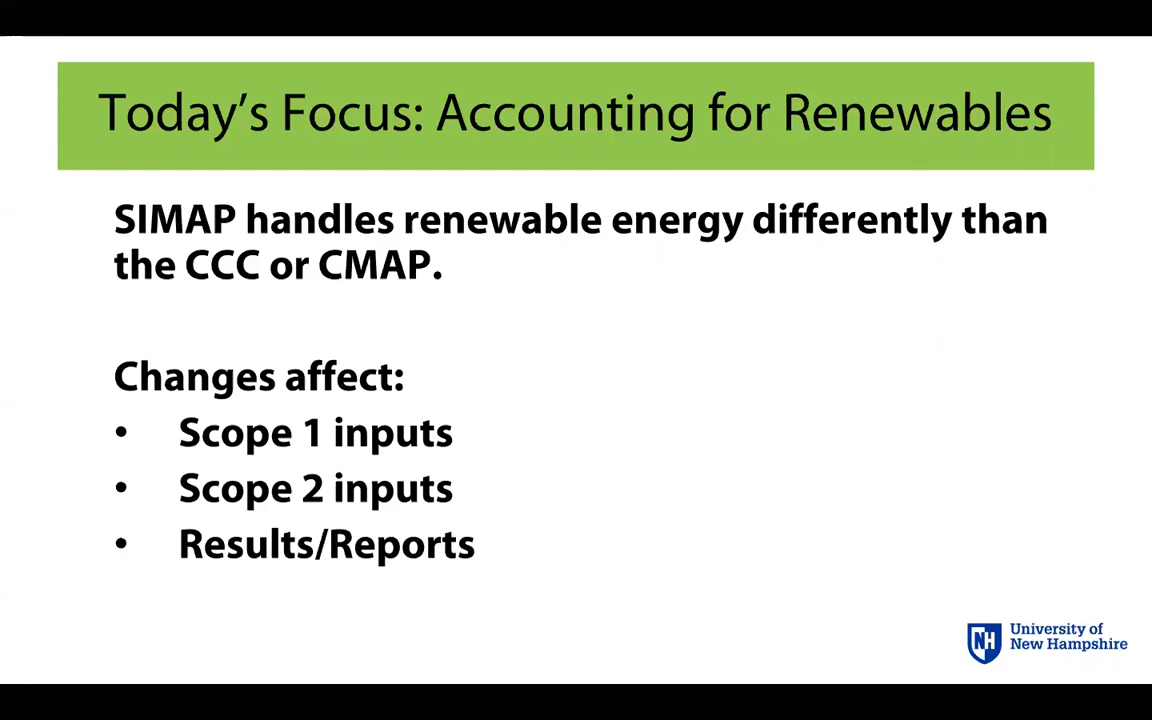 Today's Focus: Accounting for Renewables
SIMAP handles renewable energy differently than
the CCC or CMAP.
Changes affect:
• Scope 1 inputs
• Scope 2 inputs
• Results/Reports
NH
University of
New Hampshire